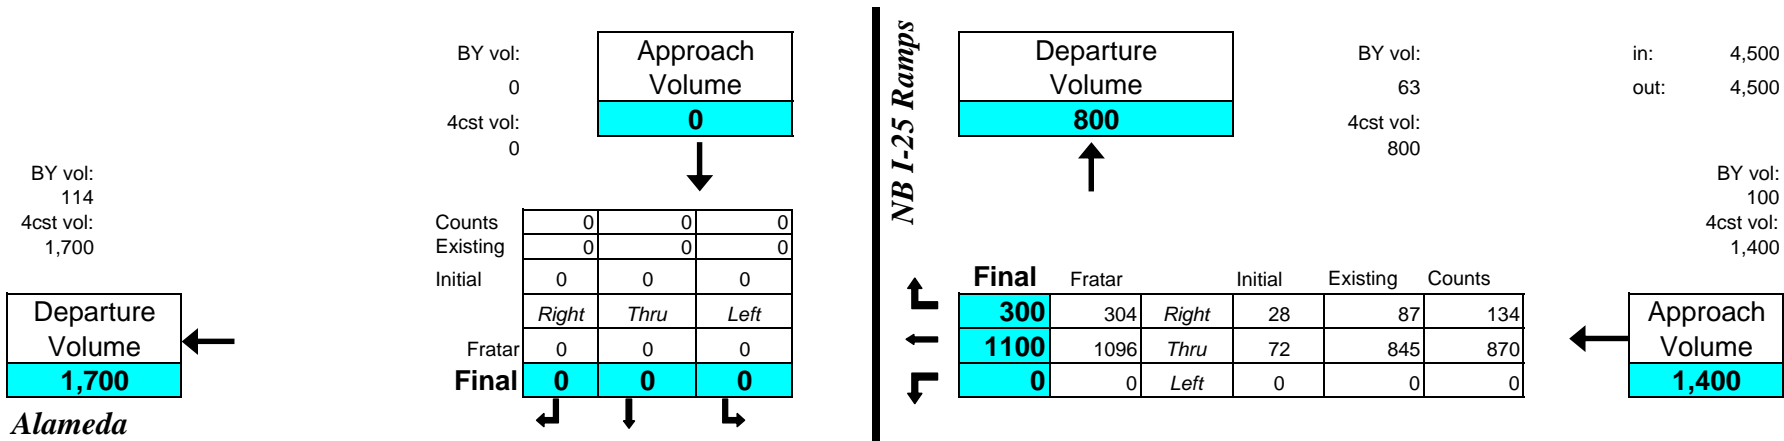 BY vol:
0
4cst vol:
0
Approach
Volume
0
NB I-25 Ramps
Departure
Volume
800
BY vol:
63
4cst vol:
800
in: 4,500
out: 4,500
BY vol:
114
4cst vol:
1,700
BY vol:
100
4cst vol:
1,400
Counts 0 0 0
Existing 0 0 0
Initial 0 0 0
Right Thru Left
Fratar 0 0 0
Final 0 0 0
Final Fratar Initial Existing Counts
300 304 Right 28 87 134
1100 1096 Thru 72 845 870
0 0 Left 0 0 0
Departure
Volume
1,700
Approach
Volume
1,400
Alameda